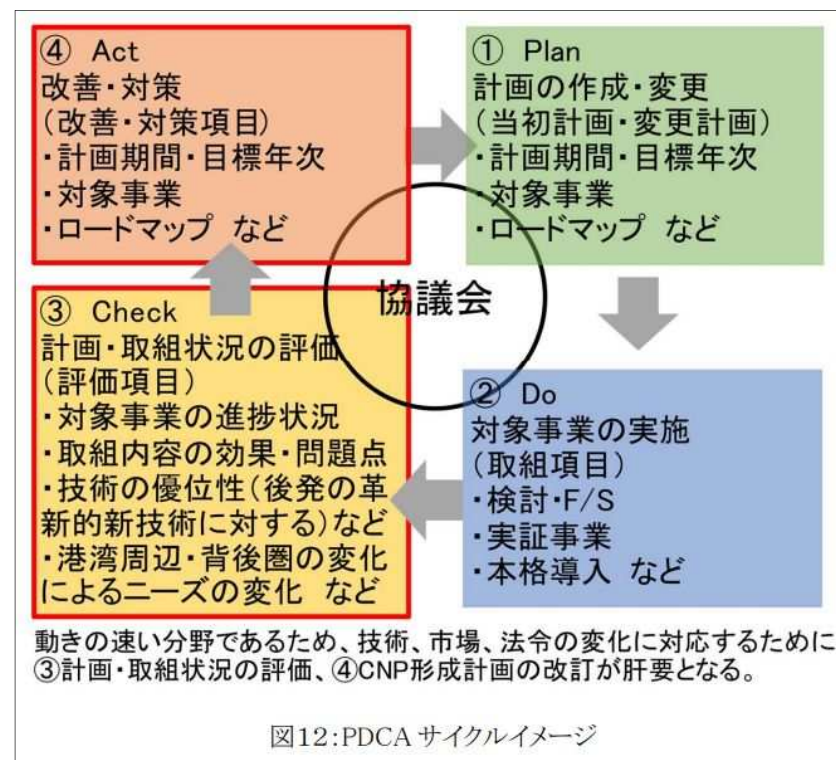 ④ Act
改善・対策
(改善・対策項目)
・計画期間・目標年次
・対象事業
・ロードマップ など
① Plan
計画の作成・変更
(当初計画・変更計画)
・計画期間・目標年次
・対象事業
・ロードマップ など
協議会
③ Check
計画・取組状況の評価
(評価項目)
・対象事業の進捗状況
・取組内容の効果・問題点
・技術の優位性(後発の革
新的新技術に対する)など
・港湾周辺・背後圏の変化
によるニーズの変化 など
② Do
対象事業の実施
(取組項目)
・検討・F/S
・実証事業
・本格導入 など
動きの速い分野であるため、技術、市場、法令の変化に対応するために
③計画・取組状況の評価、④CNP形成計画の改訂が肝要となる。
図12:PDCA サイクルイメージ